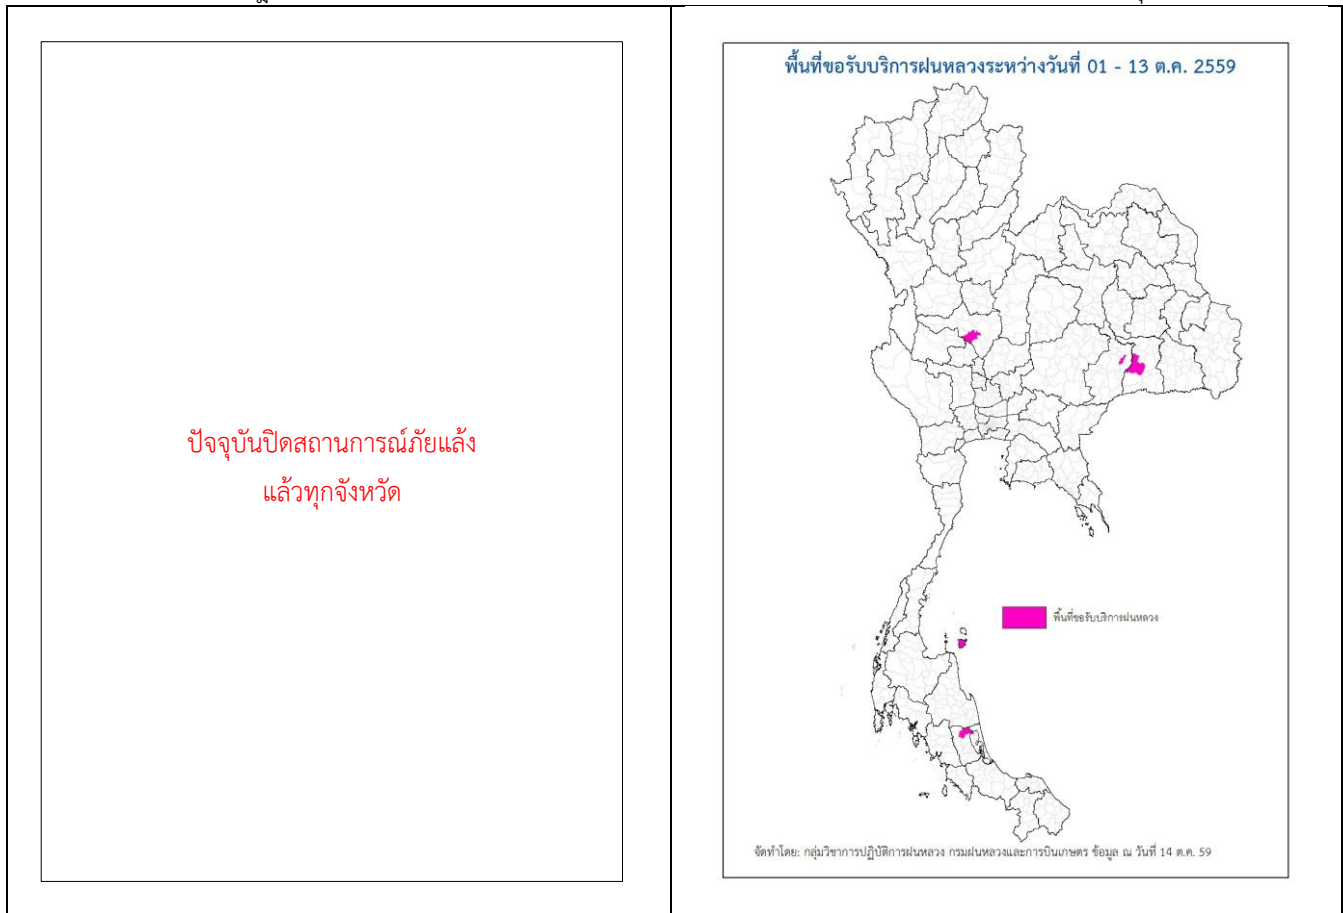 ปัจจุบันปิดสถานการณ์ภัยแล้ง
แล้วทุกจังหวัด
พื้นที่ขอรับบริการฝนหลวงระหว่างวันที่ 01 - 13 ต.ค. 2559
พื้นที่ขอรับบริการฝนหลวง
จัดทำโดย: กลุ่มวิชาการปฏิบัติการฝนหลวง กรมฝนหลวงและการบินเกษตร ข้อมูล ณ วันที่ 14 ต.ค. 59